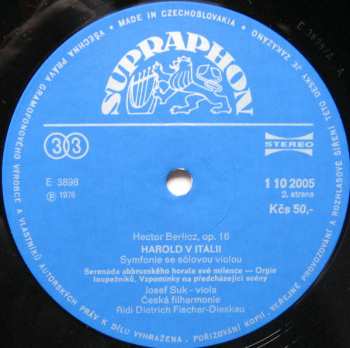 VŠECHNA PRÁVA GRAMOFONOVÉHO VÝROBCE A VLASTNÍKŮ AUTORSKÝCH PRÁV K DÍLU VYHRAZENA. POŘIZOVÁNÍ KOPIÍ, VEŘEJNÉ PROVOZOVÁNÍ A ROZHLASOVÉ ŠÍŘENÍ TÉTO DESKY JE ZAKÁZÁNO • MADE IN CZECHOSLOVAKIA •
SUPRAPHON
33
STEREO
E 3898
℗ 1976
1 10 2005
2. strana
Kčs 50,-
Hector Berlioz, op. 16
HAROLD V ITALII
Symfonie se sólovou violou
Serenáda abbruzského horala své milence — Orgie
loupežníků, Vzpomínky na předcházející scény
Josef Suk - viola
Česká filharmonie
Řídí Dietrich Fischer-Dieskau